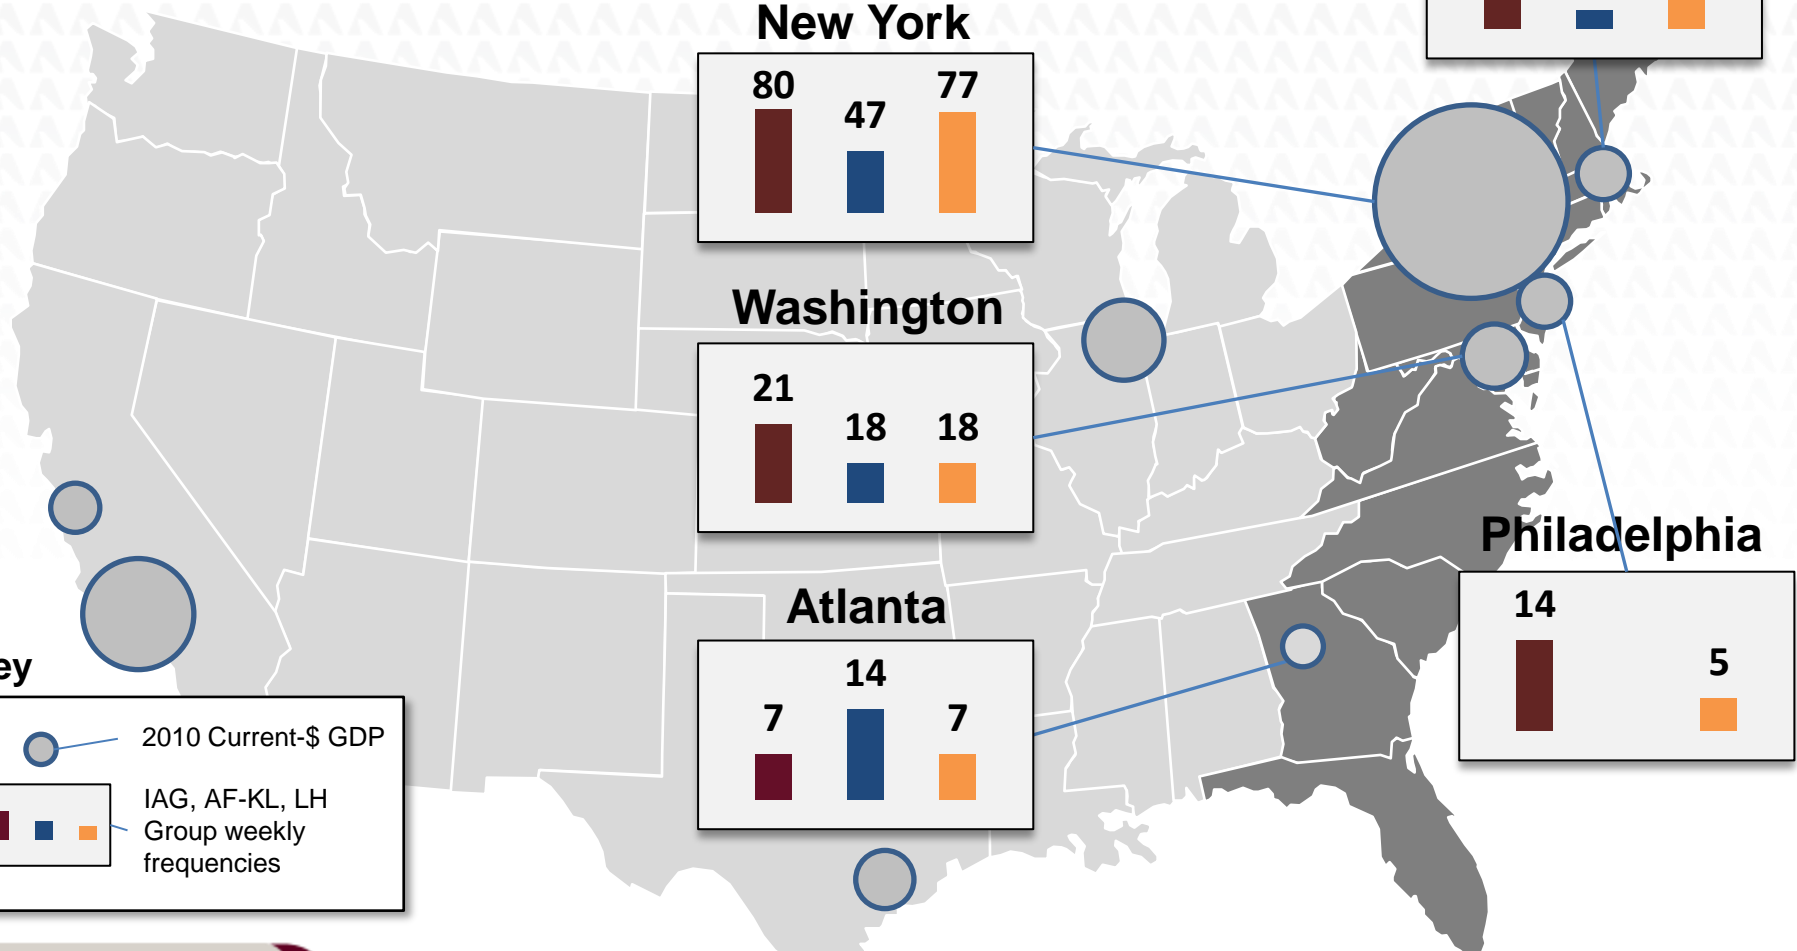 New York
80 47 77
Washington
21 18 18
Philadelphia
14 5
Atlanta
7 14 7
ey
2010 Current-$ GDP
IAG, AF-KL, LH
Group weekly
frequencies